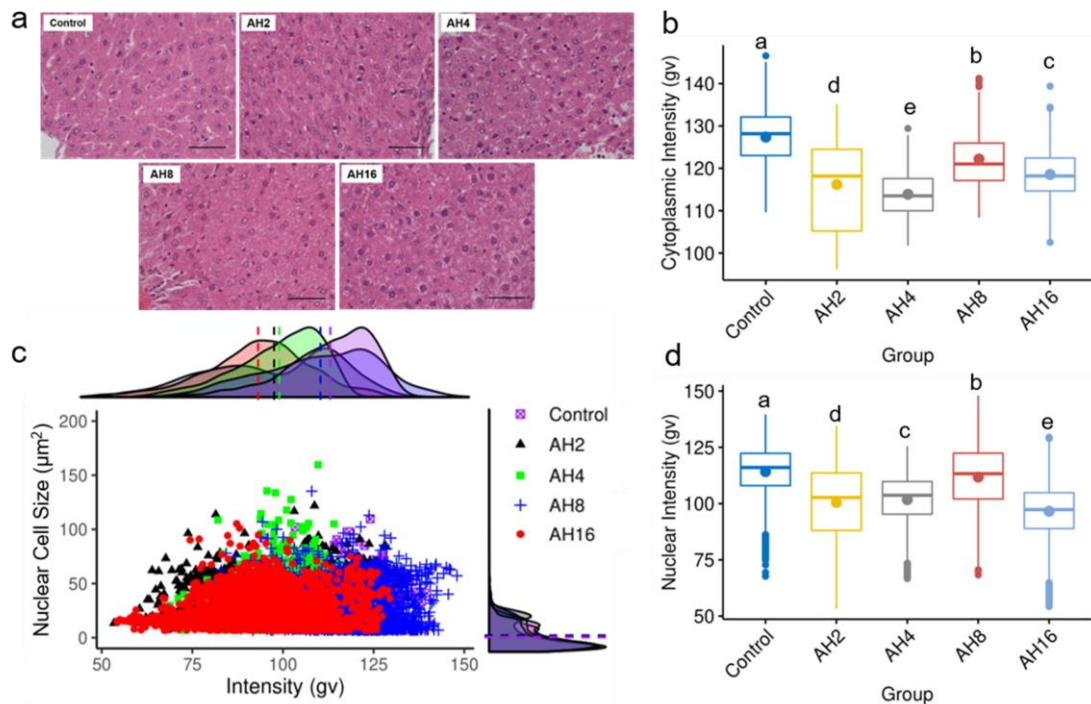 a
Control
AH2
AH4
AH8
AH16
b
Cytoplasmic Intensity (gv)
140
130
120
110
100
a
d
e
b
c
Control
AH2
AH4
AH8
AH16
Group
c
Nuclear Cell Size (µm²)
200
150
100
50
0
50
75
100
125
150
Intensity (gv)
Control
AH2
AH4
AH8
AH16
d
Nuclear Intensity (gv)
150
125
100
75
50
a
d
c
b
e
Control
AH2
AH4
AH8
AH16
Group